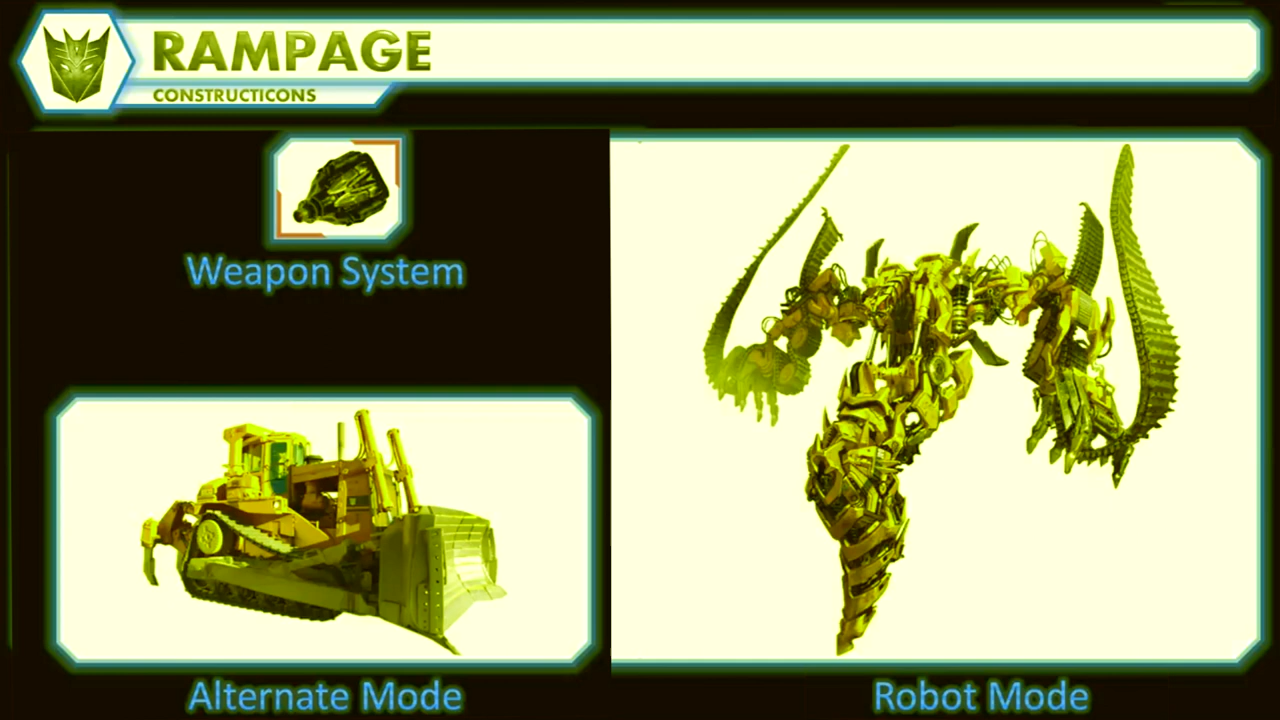 RAMPAGE
CONSTRUCTICONS
Weapon System
Alternate Mode
Robot Mode